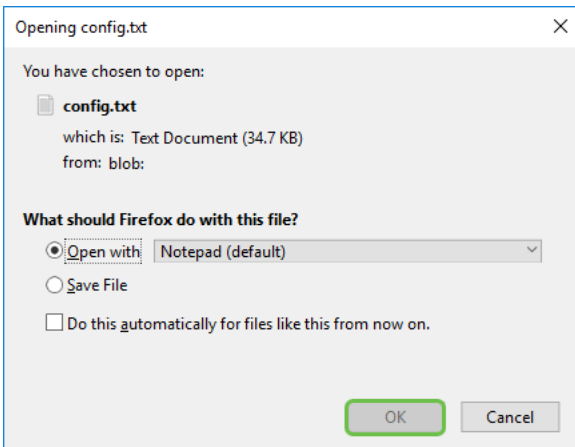 Opening config.txt
You have chosen to open:
config.txt
which is: Text Document (34.7 KB)
from: blob:
What should Firefox do with this file?
Open with Notepad (default)
Save File
Do this automatically for files like this from now on.
OK Cancel